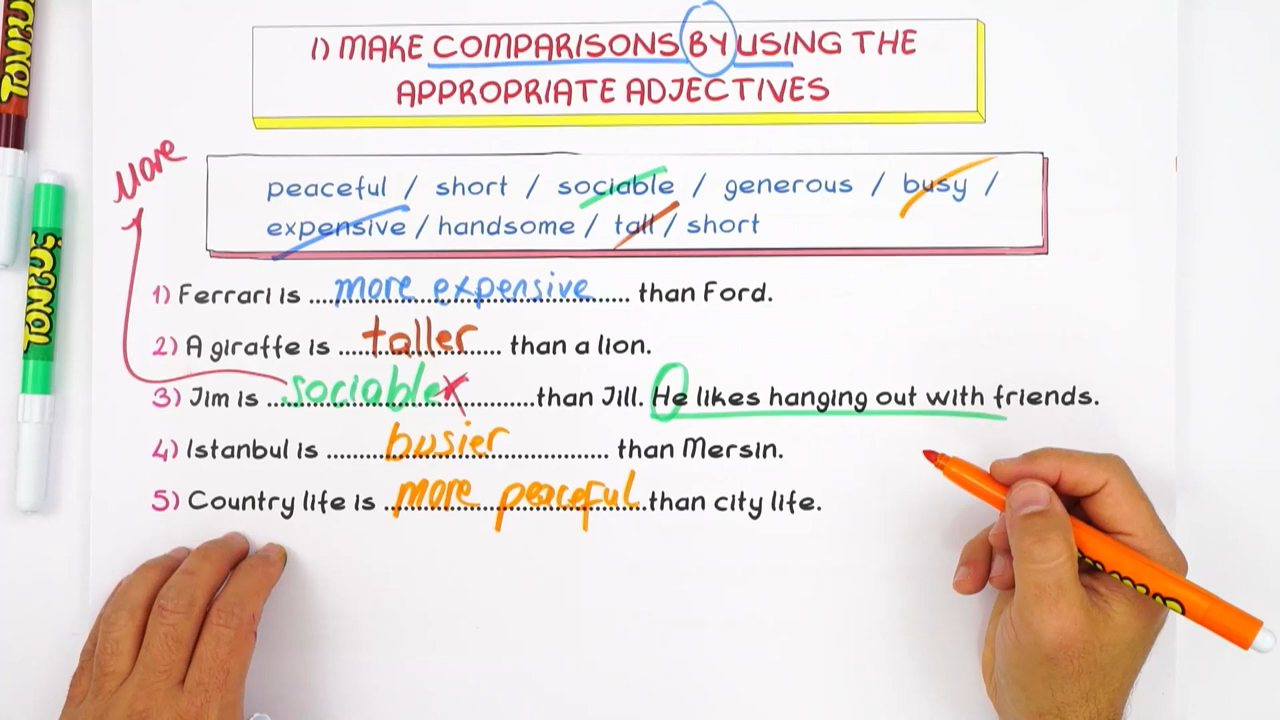 1) MAKE COMPARISONS BY USING THE
APPROPRIATE ADJECTIVES
More
peaceful / short / sociable / generous / busy /
expensive / handsome / tall / short
1) Ferrari is ....more expensive...... than Ford.
2) A giraffe is .....taller..... than a lion.
3) Jim is ...sociablex..........than Jill. He likes hanging out with friends.
4) Istanbul is ........busier............ than Mersin.
5) Country life is ..more peaceful..than city life.
TONBUŞ
TONBUŞ